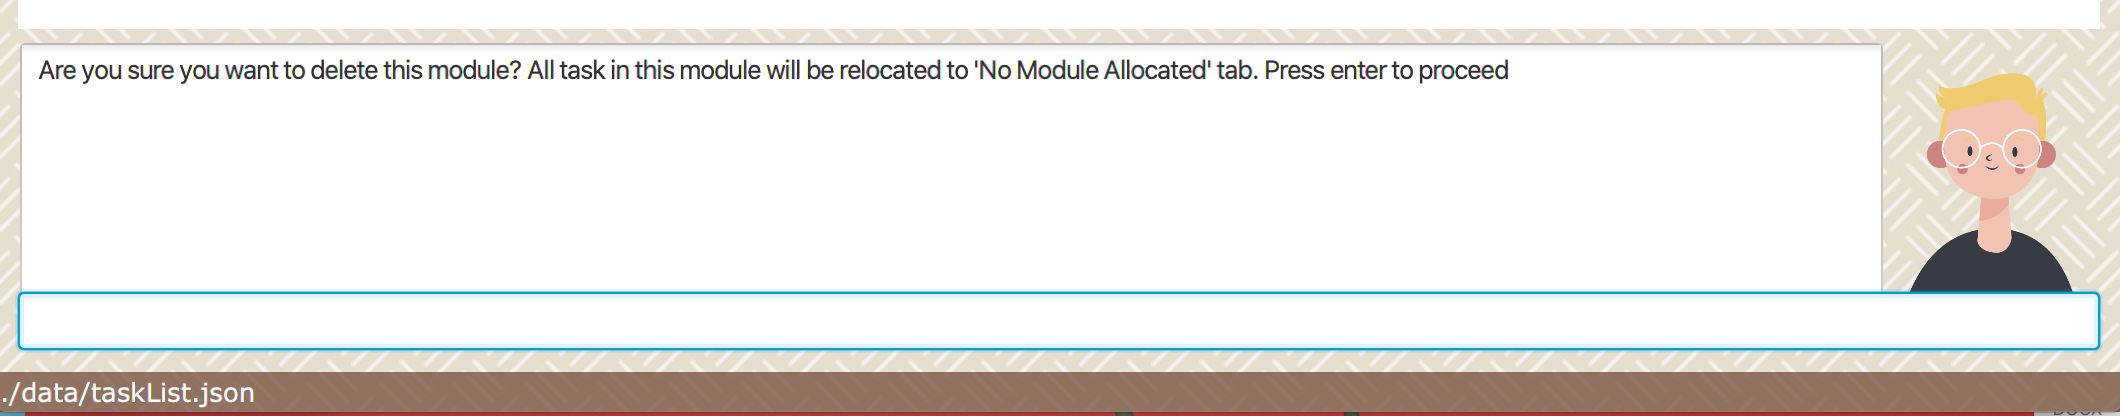 Are you sure you want to delete this module? All task in this module will be relocated to 'No Module Allocated' tab. Press enter to proceed
./data/taskList.json